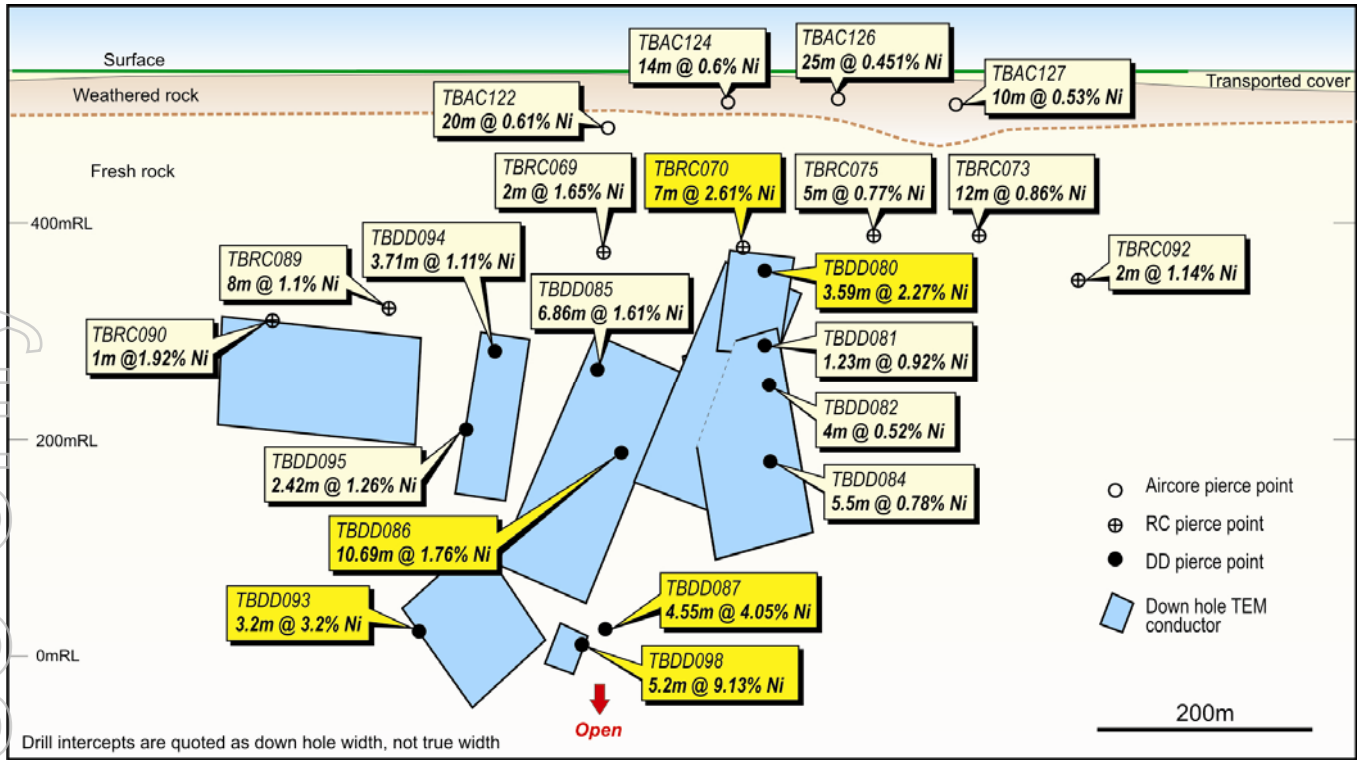 Surface
Weathered rock
Transported cover
TBAC124
14m @ 0.6% Ni
TBAC126
25m @ 0.451% Ni
TBAC127
10m @ 0.53% Ni
TBAC122
20m @ 0.61% Ni
Fresh rock
TBRC069
2m @ 1.65% Ni
TBRC070
7m @ 2.61% Ni
TBRC075
5m @ 0.77% Ni
TBRC073
12m @ 0.86% Ni
400mRL
TBDD094
3.71m @ 1.11% Ni
TBRC089
8m @ 1.1% Ni
TBRC092
2m @ 1.14% Ni
TBDD080
3.59m @ 2.27% Ni
TBDD085
6.86m @ 1.61% Ni
TBRC090
1m @1.92% Ni
TBDD081
1.23m @ 0.92% Ni
TBDD082
4m @ 0.52% Ni
200mRL
TBDD095
2.42m @ 1.26% Ni
TBDD084
5.5m @ 0.78% Ni
TBDD086
10.69m @ 1.76% Ni
Aircore pierce point
RC pierce point
DD pierce point
Down hole TEM
conductor
TBDD093
3.2m @ 3.2% Ni
TBDD087
4.55m @ 4.05% Ni
0mRL
TBDD098
5.2m @ 9.13% Ni
Open
200m
Drill intercepts are quoted as down hole width, not true width